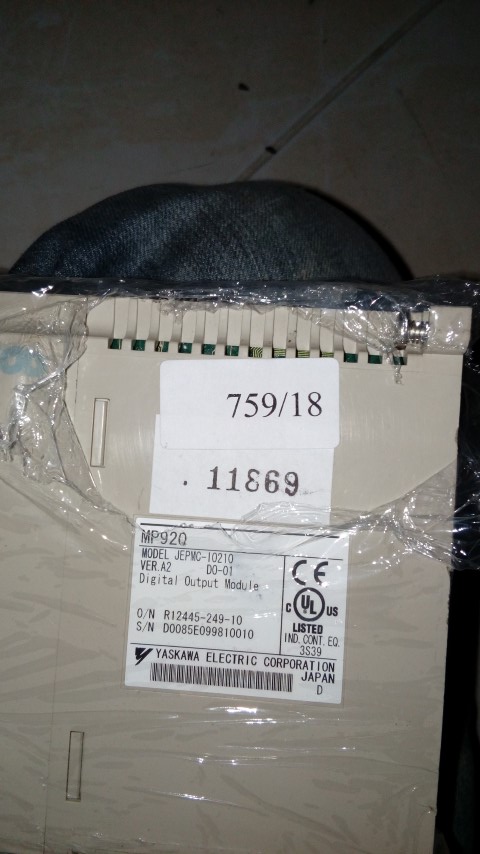 759/18
. 11869
MP920
MODEL JEPMC-IO210
VER.A2 DO-01
Digital Output Module
O/N R12445-249-10
S/N D0085E099810010
CE
C UL US
LISTED
IND. CONT. EQ.
3S39
YASKAWA ELECTRIC CORPORATION
JAPAN
D